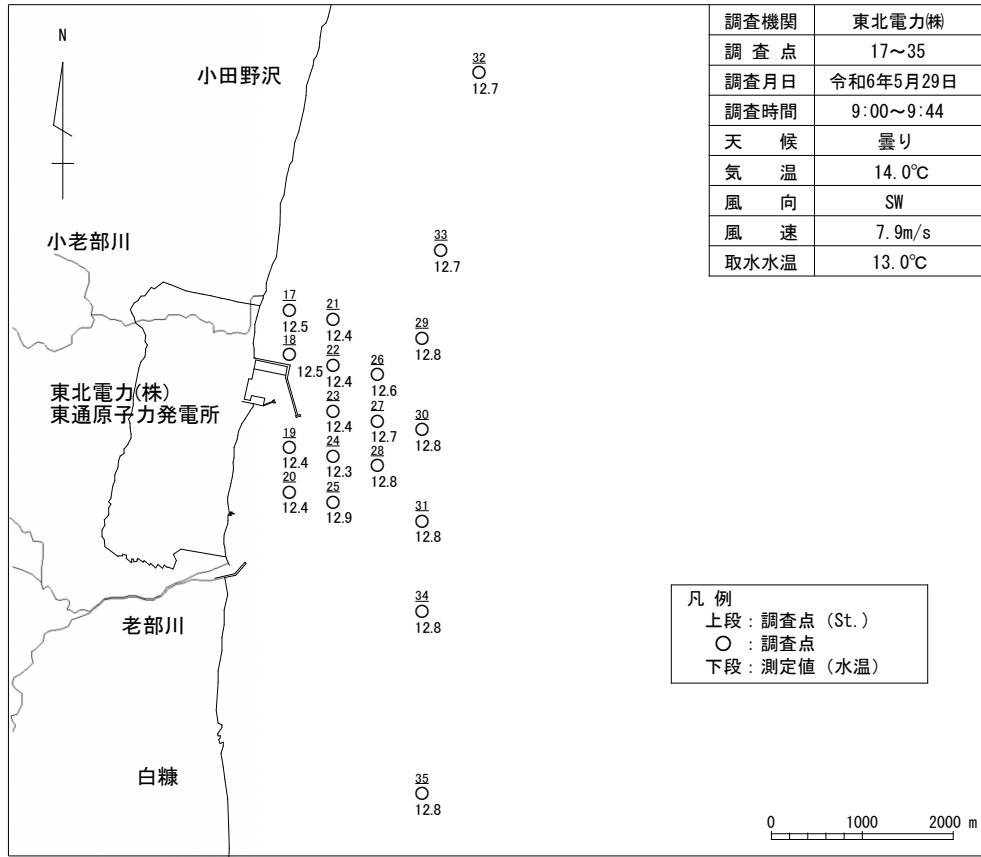 調査機関 東北電力㈱
調 査 点 17～35
調査月日 令和6年5月29日
調査時間 9:00～9:44
天 候 曇り
気 温 14.0℃
風 向 SW
風 速 7.9m/s
取水水温 13.0℃
N
小田野沢
32
12.7
小老部川
33
12.7
17
12.5
21
12.4
29
12.8
18
12.5
22
12.4
26
12.6
東北電力(株)
東通原子力発電所
23
12.4
27
12.7
30
12.8
19
12.4
24
12.3
28
12.8
20
12.4
25
12.9
31
12.8
34
12.8
老部川
凡 例
上段：調査点（St.）
○ ：調査点
下段：測定値（水温）
白糠
35
12.8
0 1000 2000 m